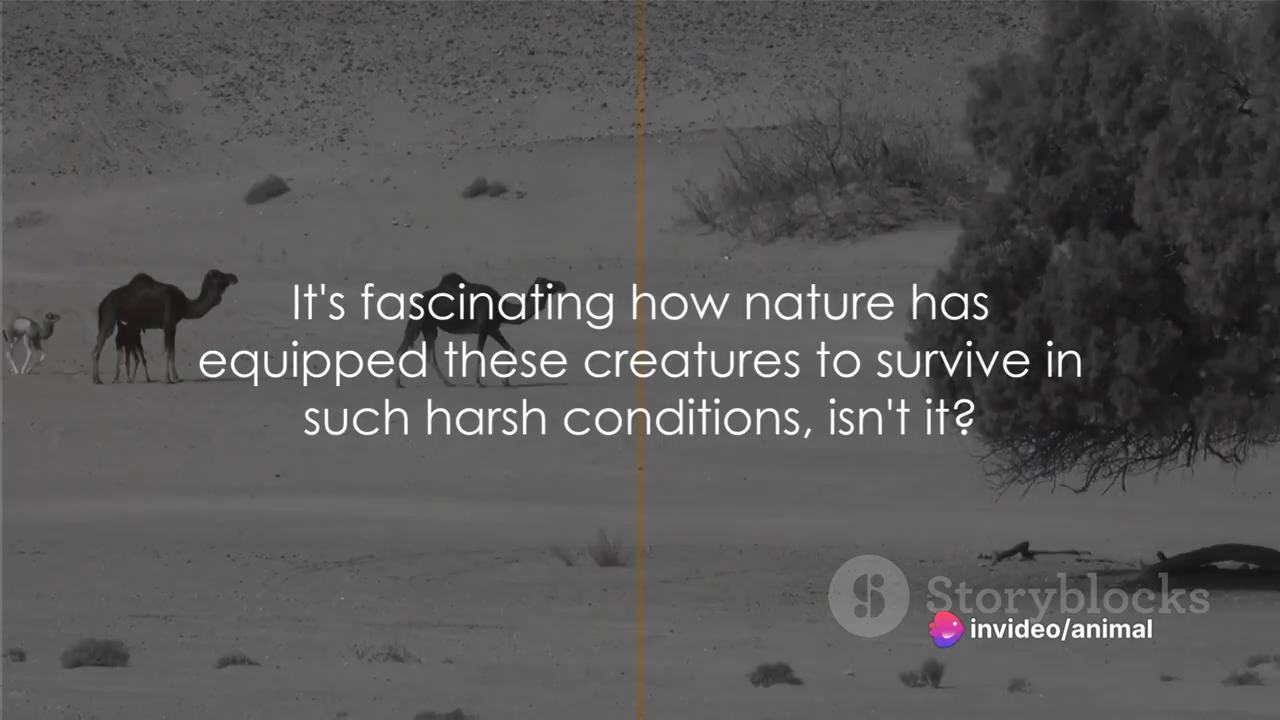 It's fascinating how nature has
equipped these creatures to survive in
such harsh conditions, isn't it?
Storyblocks
invideo/animal